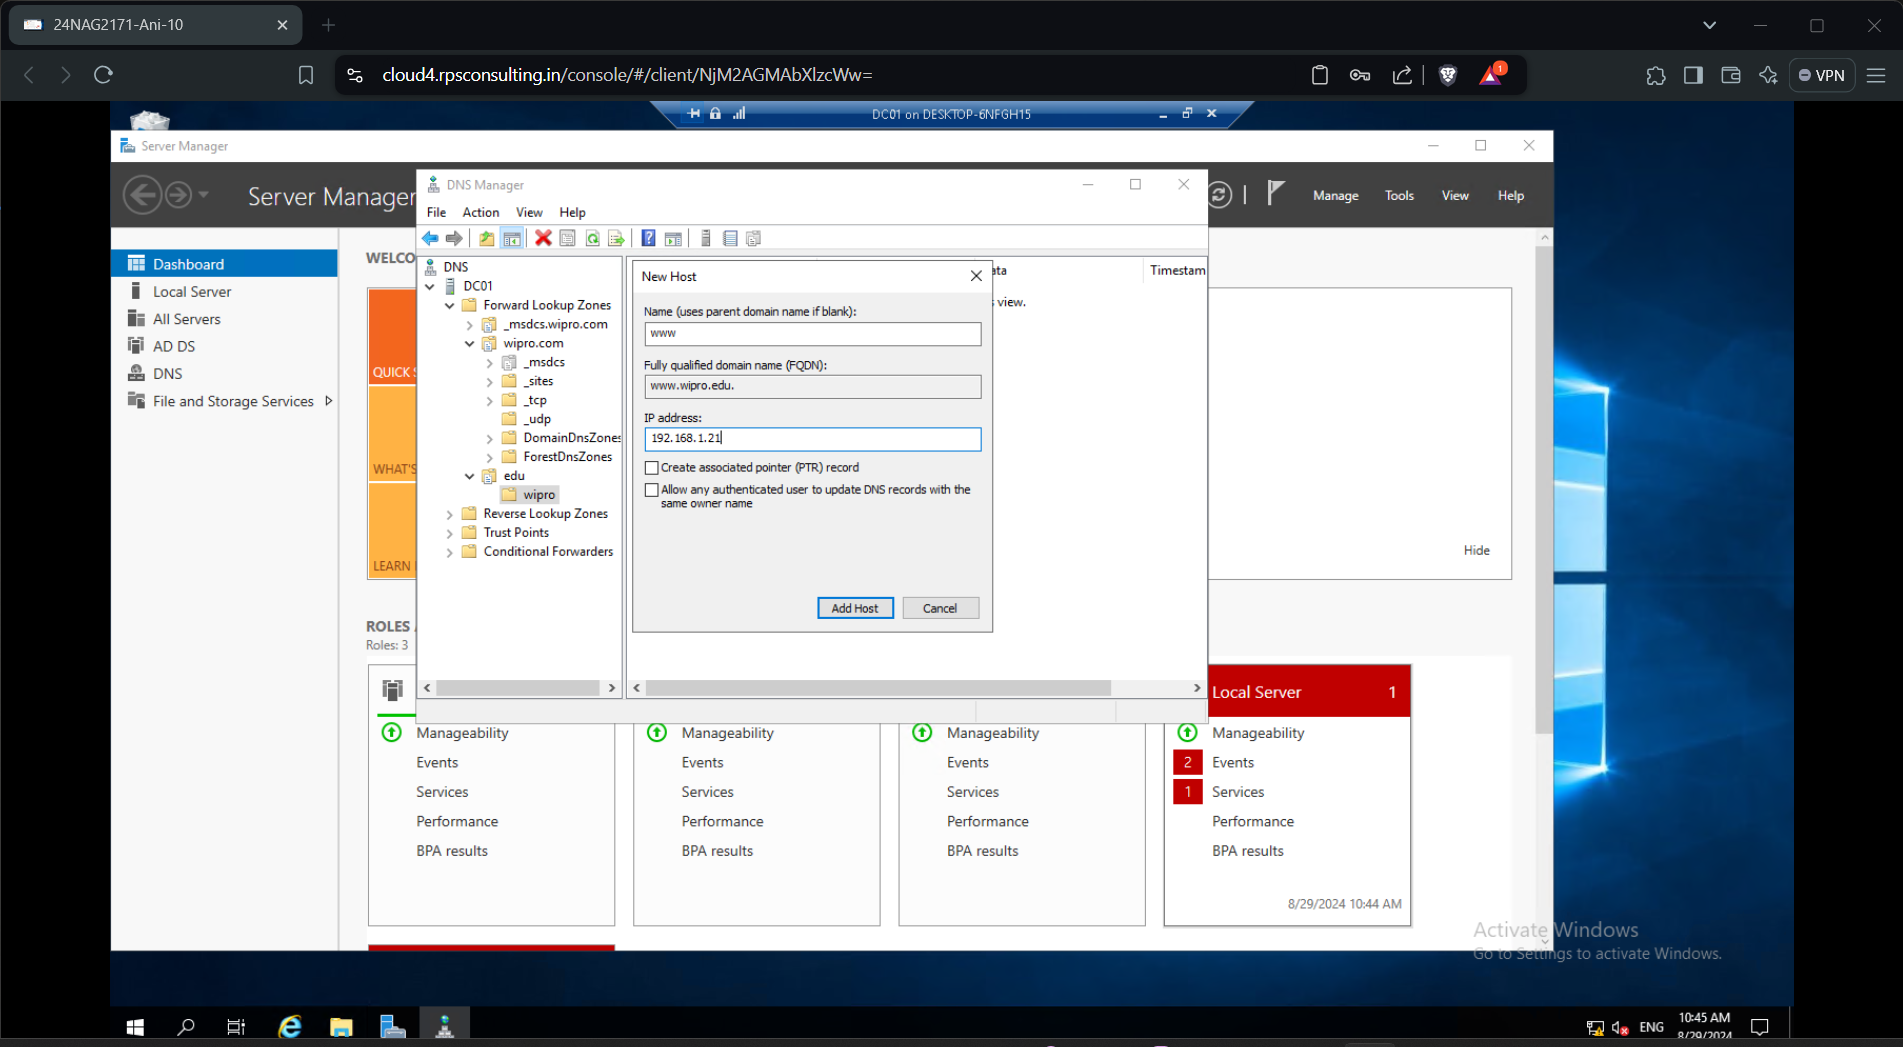 24NAG2171-Ani-10
cloud4.rpsconsulting.in/console/#/client/NjM2AGMAbXlzcWw=
1
VPN
DC01 on DESKTOP-6NFGH15
Server Manager
Server Manager
Manage
Tools
View
Help
DNS Manager
File
Action
View
Help
Dashboard
Local Server
All Servers
AD DS
DNS
File and Storage Services
WELCO
QUICK S
WHAT'S
LEARN
DNS
DC01
Forward Lookup Zones
_msdcs.wipro.com
wipro.com
_msdcs
_sites
_tcp
_udp
DomainDnsZones
ForestDnsZones
edu
wipro
Reverse Lookup Zones
Trust Points
Conditional Forwarders
ata
Timestam
s view.
New Host
Name (uses parent domain name if blank):
www
Fully qualified domain name (FQDN):
www.wipro.edu.
IP address:
192.168.1.21
Create associated pointer (PTR) record
Allow any authenticated user to update DNS records with the
same owner name
Add Host
Cancel
Hide
ROLES
Roles: 3
Manageability
Events
Services
Performance
BPA results
Manageability
Events
Services
Performance
BPA results
Manageability
Events
Services
Performance
BPA results
Local Server
1
Manageability
2
Events
1
Services
Performance
BPA results
8/29/2024 10:44 AM
Activate Windows
Go to Settings to activate Windows.
ENG
10:45 AM
8/29/2024